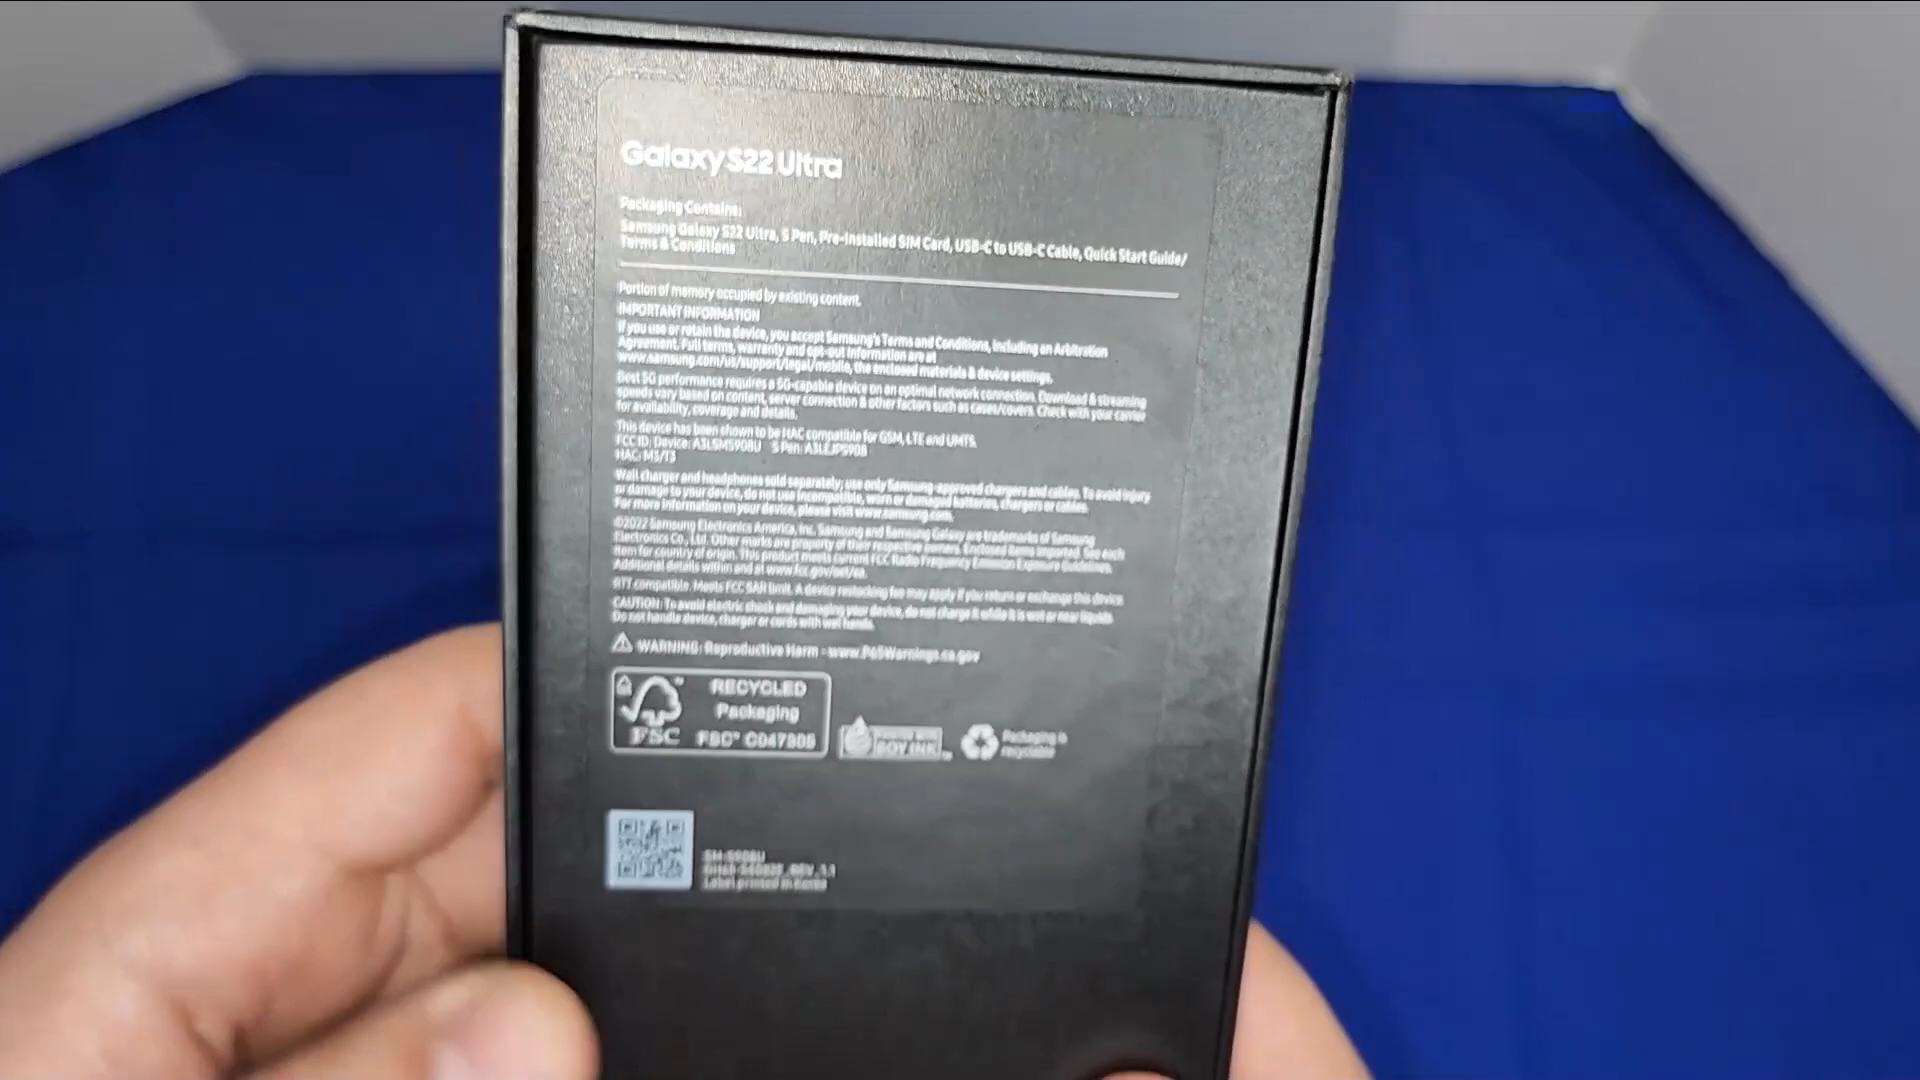 Galaxy S22 Ultra
Packaging Contains:
Samsung Galaxy S22 Ultra, S Pen, Pre-Installed SIM Card, USB-C to USB-C Cable, Quick Start Guide/
Terms & Conditions
Portion of memory occupied by existing content.
IMPORTANT INFORMATION
If you use or retain the device, you accept Samsung's Terms and Conditions, including an Arbitration
Agreement. Full terms, warranty and opt-out information are at
www.samsung.com/us/support/legal/mobile, the enclosed materials & device settings.
Best 5G performance requires a 5G-capable device on an optimal network connection. Download & streaming
speeds vary based on content, server connection & other factors such as cases/covers. Check with your carrier
for availability, coverage and details.
This device has been shown to be HAC compatible for GSM, LTE and UMTS.
FCC ID: Device: A3LSMS908U S Pen: A3LEJPS908
HAC: M3/T3
Wall charger and headphones sold separately; use only Samsung-approved chargers and cables. To avoid injury
or damage to your device, do not use incompatible, worn or damaged batteries, chargers or cables.
For more information on your device, please visit www.samsung.com.
©2022 Samsung Electronics America, Inc. Samsung and Samsung Galaxy are trademarks of Samsung
Electronics Co., Ltd. Other marks are property of their respective owners. Enclosed items imported. See each
item for country of origin. This product meets current FCC Radio Frequency Emission Exposure Guidelines.
Additional details within and at www.fcc.gov/oet/ea.
RTT compatible. Meets FCC SAR limit. A device restocking fee may apply if you return or exchange this device.
CAUTION: To avoid electric shock and damaging your device, do not charge it while it is wet or near liquids.
Do not handle device, charger or cords with wet hands.
WARNING: Reproductive Harm - www.P65Warnings.ca.gov
RECYCLED
Packaging
FSC
FSC® C047305
SOY INK
Packaging is
recyclable
SM-S908U
REV_1.1
Label printed in Korea